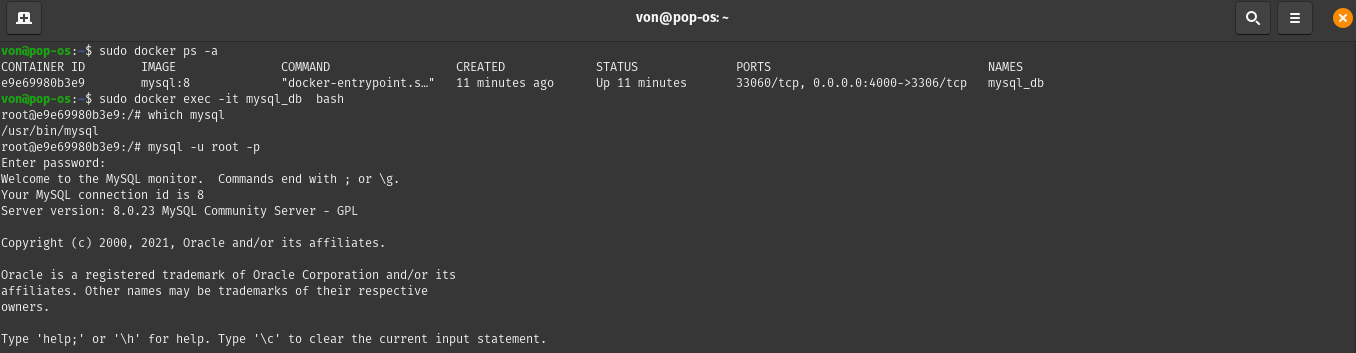 von@pop-os: ~
von@pop-os:~$ sudo docker ps -a
CONTAINER ID        IMAGE               COMMAND                  CREATED             STATUS              PORTS                               NAMES
e9e69980b3e9        mysql:8             "docker-entrypoint.s…"   11 minutes ago      Up 11 minutes       33060/tcp, 0.0.0.0:4000->3306/tcp   mysql_db
von@pop-os:~$ sudo docker exec -it mysql_db  bash
root@e9e69980b3e9:/# which mysql
/usr/bin/mysql
root@e9e69980b3e9:/# mysql -u root -p
Enter password:
Welcome to the MySQL monitor.  Commands end with ; or \g.
Your MySQL connection id is 8
Server version: 8.0.23 MySQL Community Server - GPL

Copyright (c) 2000, 2021, Oracle and/or its affiliates.

Oracle is a registered trademark of Oracle Corporation and/or its
affiliates. Other names may be trademarks of their respective
owners.

Type 'help;' or '\h' for help. Type '\c' to clear the current input statement.